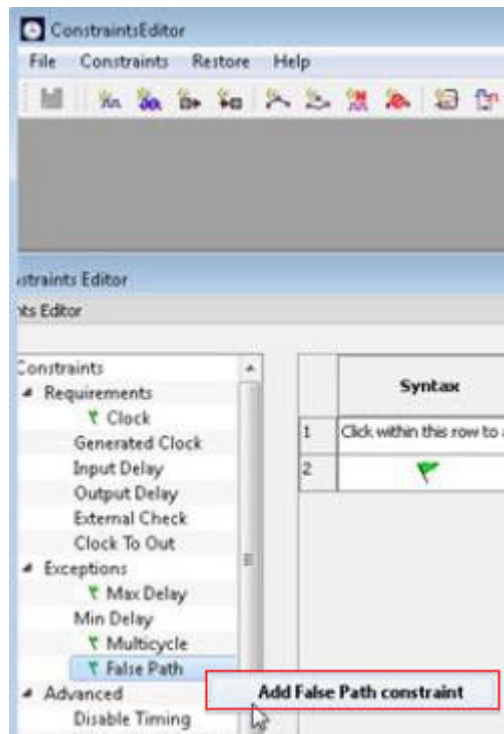 ConstraintsEditor
File Constraints Restore Help
nstraints Editor
nts Editor
Constraints
Requirements
Clock
Generated Clock
Input Delay
Output Delay
External Check
Clock To Out
Exceptions
Max Delay
Min Delay
Multicycle
False Path
Advanced
Disable Timing
Syntax
1 Click within this row to a
2
Add False Path constraint